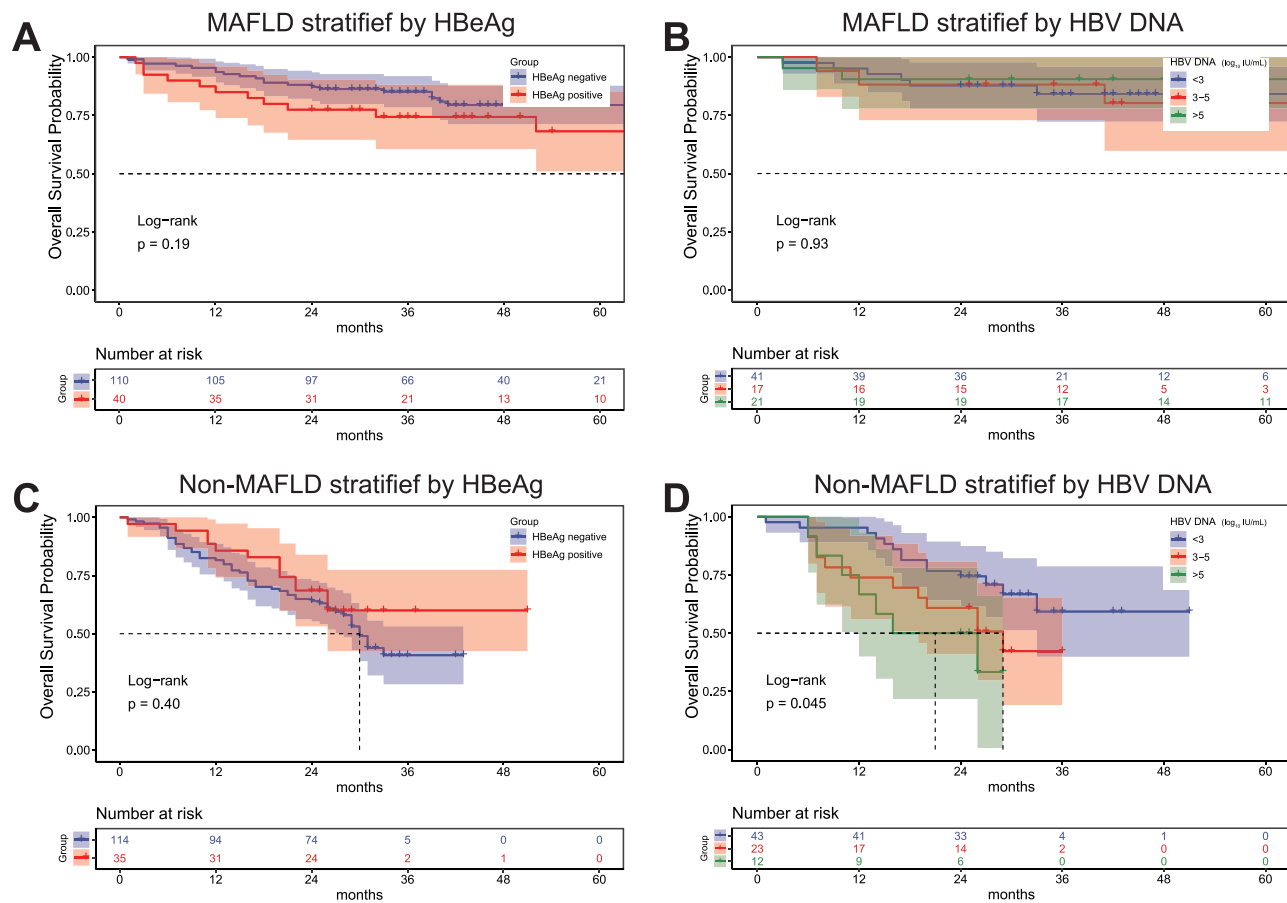 A
MAFLD stratifief by HBeAg
Overall Survival Probability
1.00
0.75
0.50
0.25
0.00
Group
HBeAg negative
HBeAg positive
Log−rank
p = 0.19
0 12 24 36 48 60
months
Number at risk
Group
110 105 97 66 40 21
40 35 31 21 13 10
0 12 24 36 48 60
months
B
MAFLD stratifief by HBV DNA
Overall Survival Probability
1.00
0.75
0.50
0.25
0.00
HBV DNA (log₁₀ IU/mL)
<3
3−5
>5
Log−rank
p = 0.93
0 12 24 36 48 60
months
Number at risk
Group
41 39 36 21 12 6
17 16 15 12 5 3
21 19 19 17 14 11
0 12 24 36 48 60
months
C
Non-MAFLD stratifief by HBeAg
Overall Survival Probability
1.00
0.75
0.50
0.25
0.00
Group
HBeAg negative
HBeAg positive
Log−rank
p = 0.40
0 12 24 36 48 60
months
Number at risk
Group
114 94 74 5 0 0
35 31 24 2 1 0
0 12 24 36 48 60
months
D
Non-MAFLD stratifief by HBV DNA
Overall Survival Probability
1.00
0.75
0.50
0.25
0.00
HBV DNA (log₁₀ IU/mL)
<3
3−5
>5
Log−rank
p = 0.045
0 12 24 36 48 60
months
Number at risk
Group
43 41 33 4 1 0
23 17 14 2 0 0
12 9 6 0 0 0
0 12 24 36 48 60
months